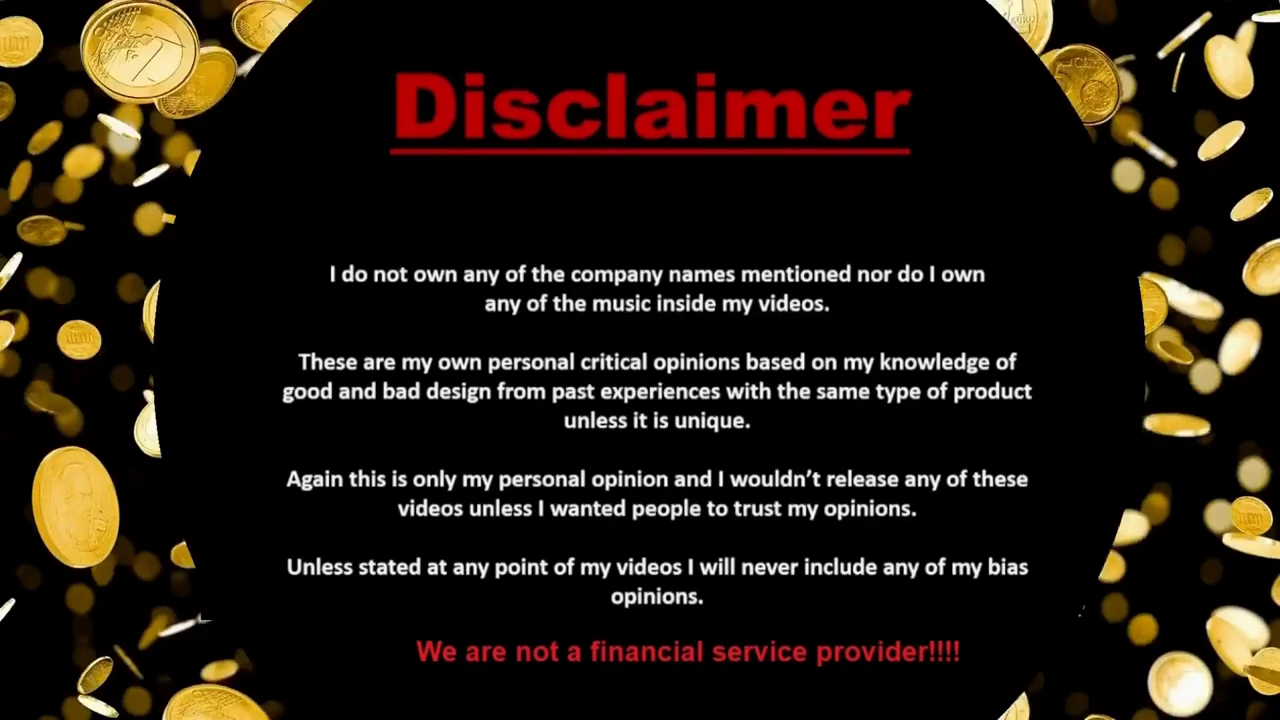 Disclaimer
I do not own any of the company names mentioned nor do I own
any of the music inside my videos.
These are my own personal critical opinions based on my knowledge of
good and bad design from past experiences with the same type of product
unless it is unique.
Again this is only my personal opinion and I wouldn’t release any of these
videos unless I wanted people to trust my opinions.
Unless stated at any point of my videos I will never include any of my bias
opinions.
We are not a financial service provider!!!!